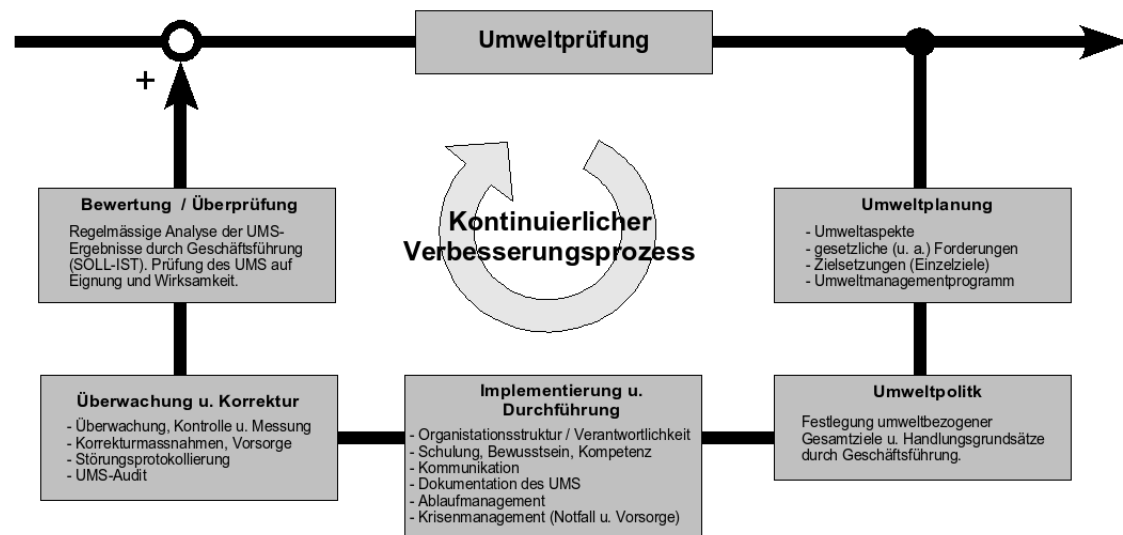 Umweltprüfung
+
Bewertung / Überprüfung
Regelmässige Analyse der UMS-
Ergebnisse durch Geschäftsführung
(SOLL-IST). Prüfung des UMS auf
Eignung und Wirksamkeit.
Kontinuierlicher
Verbesserungsprozess
Umweltplanung
- Umweltaspekte
- gesetzliche (u. a.) Forderungen
- Zielsetzungen (Einzelziele)
- Umweltmanagementprogramm
Überwachung u. Korrektur
- Überwachung, Kontrolle u. Messung
- Korrekturmassnahmen, Vorsorge
- Störungsprotokollierung
- UMS-Audit
Implementierung u.
Durchführung
- Organistationsstruktur / Verantwortlichkeit
- Schulung, Bewusstsein, Kompetenz
- Kommunikation
- Dokumentation des UMS
- Ablaufmanagement
- Krisenmanagement (Notfall u. Vorsorge)
Umweltpolitk
Festlegung umweltbezogener
Gesamtziele u. Handlungsgrundsätze
durch Geschäftsführung.